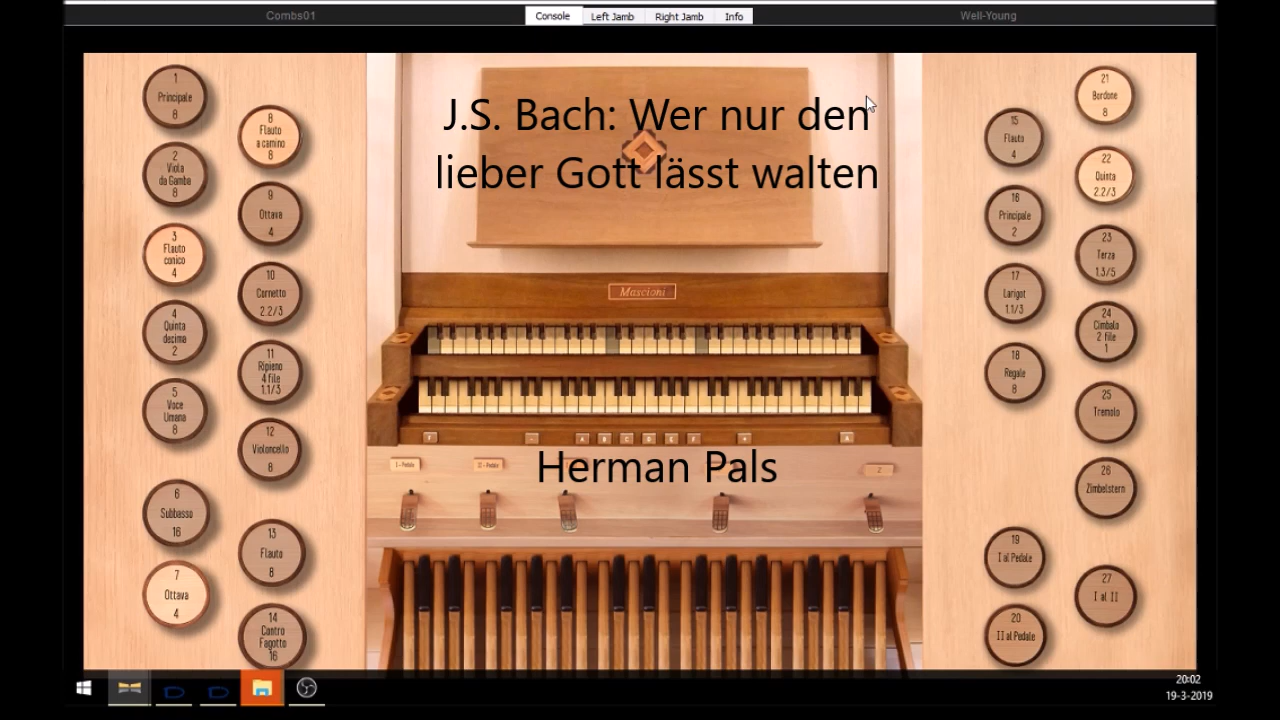 Combs01
Console
Left Jamb
Right Jamb
Info
Well-Young
J.S. Bach: Wer nur den
lieber Gott lässt walten
Herman Pals
Mascioni
1
Principale
8
2
Viola
da Gamba
8
3
Flauto
conico
4
4
Quinta
decima
2
5
Voce
Umana
8
6
Subbasso
16
7
Ottava
4
8
Flauto
a camino
8
9
Ottava
4
10
Cornetto
2.2/3
11
Ripieno
4 file
1.1/3
12
Violoncello
8
13
Flauto
8
14
Contro
Fagotto
16
F
-
A
B
C
D
E
F
+
A
I - Pedale
II - Pedale
15
Flauto
4
16
Principale
2
17
Larigot
1.1/3
18
Regale
8
19
I al Pedale
20
II al Pedale
21
Bordone
8
22
Quinta
2.2/3
23
Terza
1.3/5
24
Cimbalo
2 file
1
25
Tremolo
26
Zimbelstern
27
I al II
20:02
19-3-2019